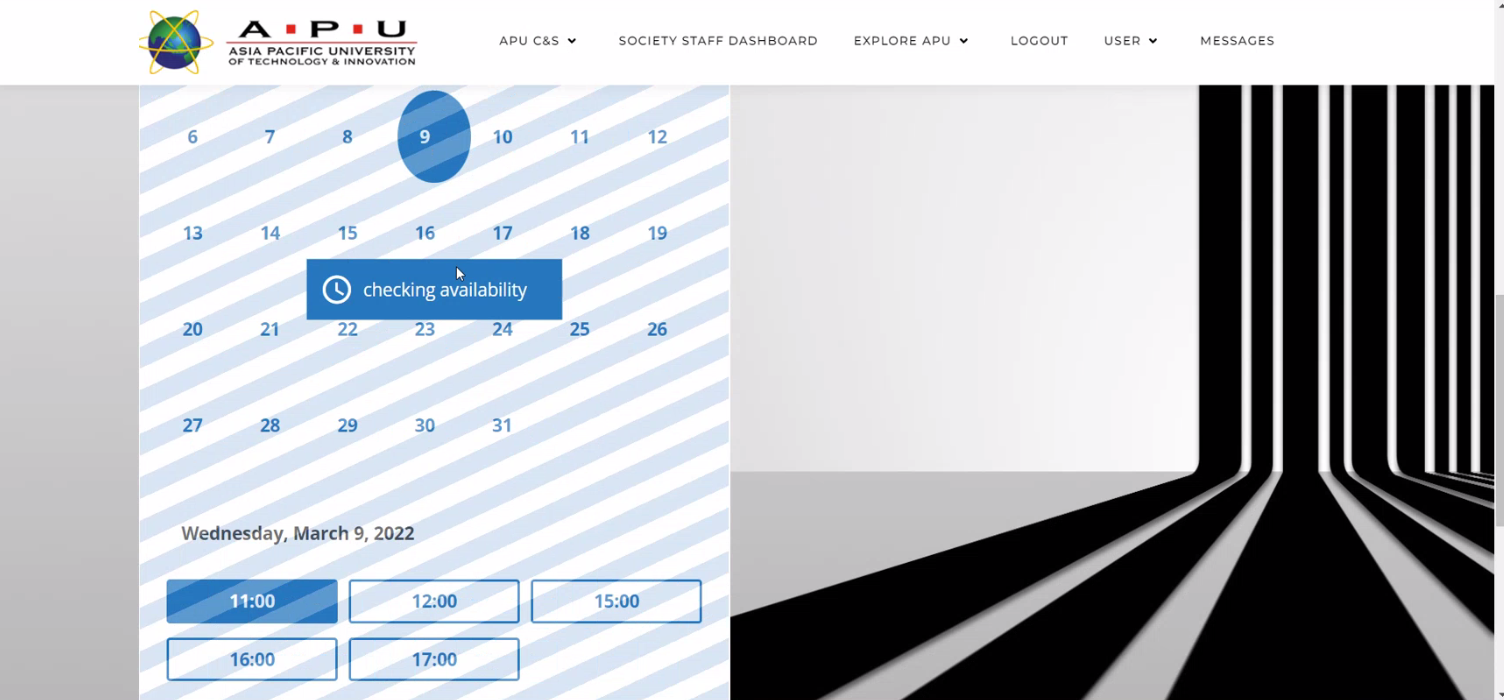 A P U
ASIA PACIFIC UNIVERSITY
OF TECHNOLOGY & INNOVATION
APU C&S SOCIETY STAFF DASHBOARD EXPLORE APU LOGOUT USER MESSAGES
6 7 8 9 10 11 12
13 14 15 16 17 18 19
checking availability
20 21 22 23 24 25 26
27 28 29 30 31
Wednesday, March 9, 2022
11:00 12:00 15:00
16:00 17:00